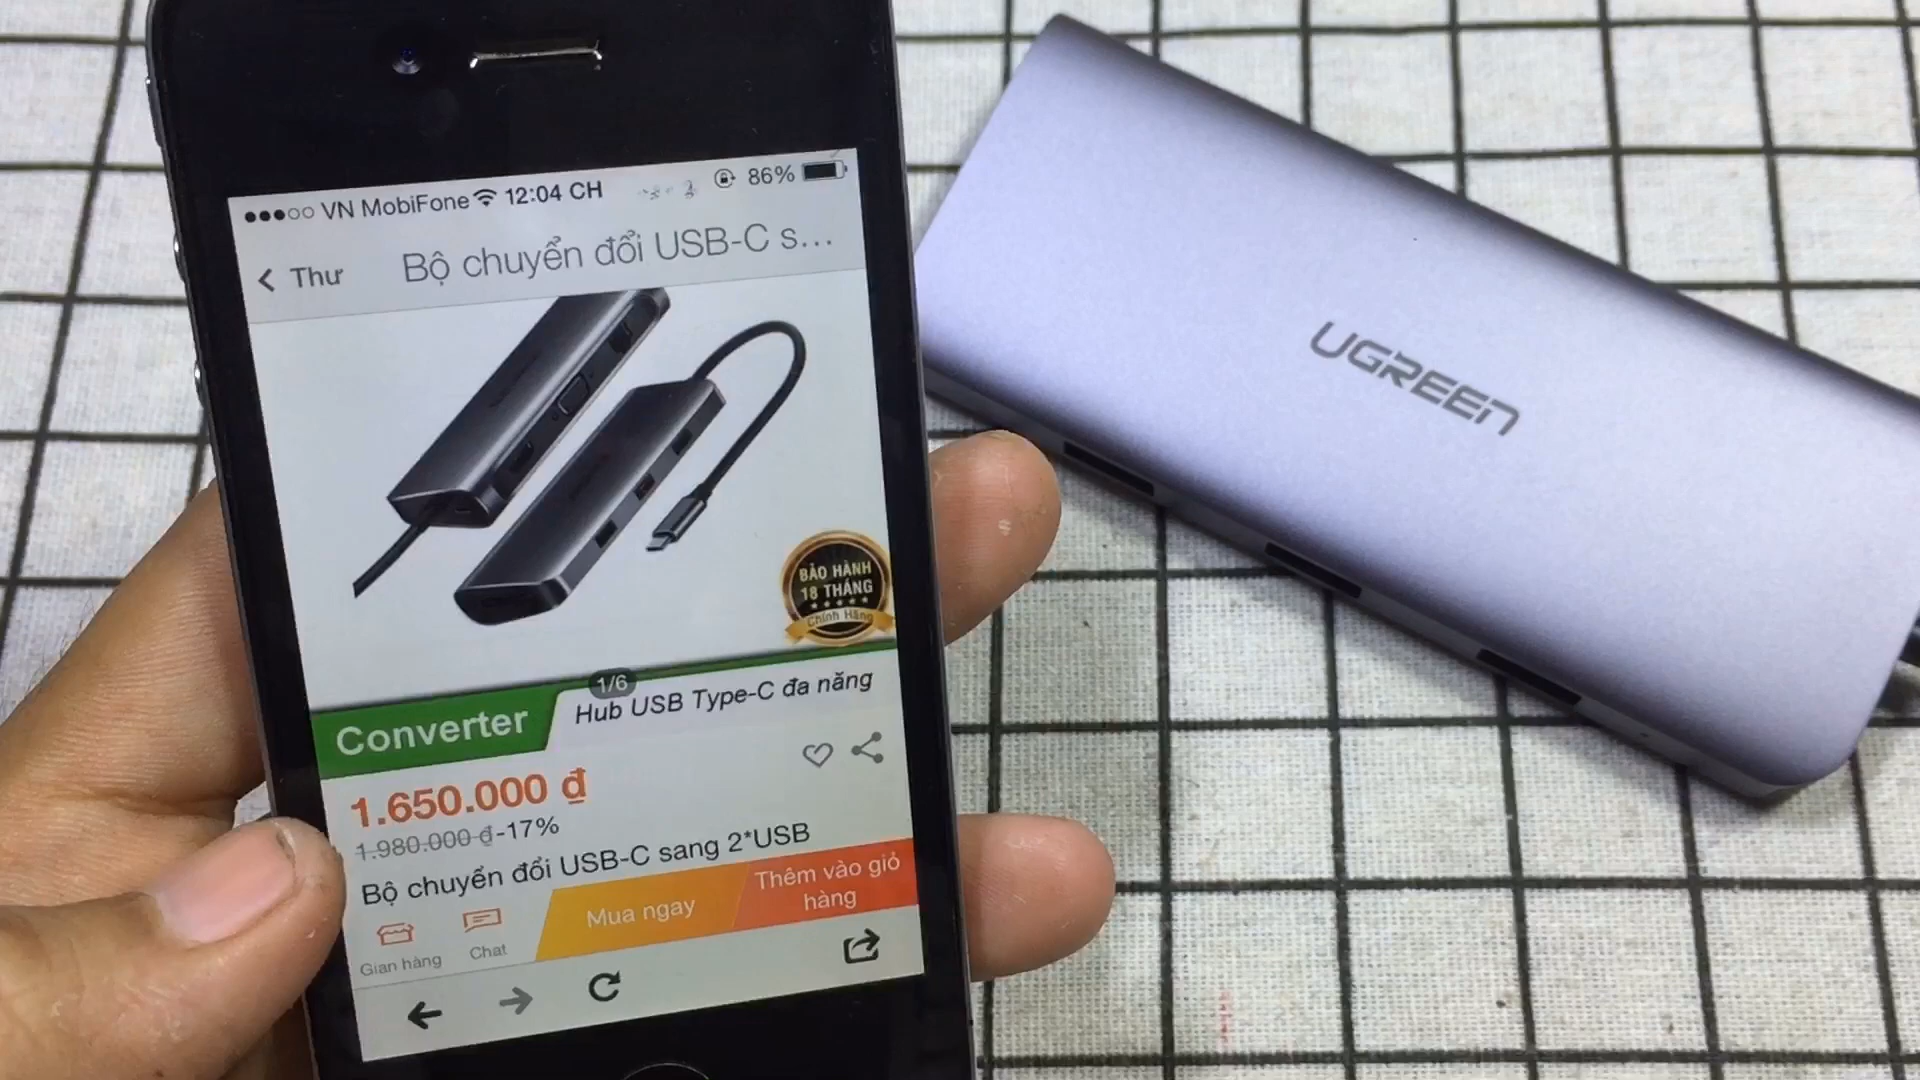 VN MobiFone 12:04 CH 86%
Thư
Bộ chuyển đổi USB-C s...
BẢO HÀNH
18 THÁNG
Chính Hãng
1/6
Converter
Hub USB Type-C đa năng
1.650.000 ₫
1.980.000 ₫ -17%
Bộ chuyển đổi USB-C sang 2*USB
Gian hàng
Chat
Mua ngay
Thêm vào giỏ
hàng
UGREEN